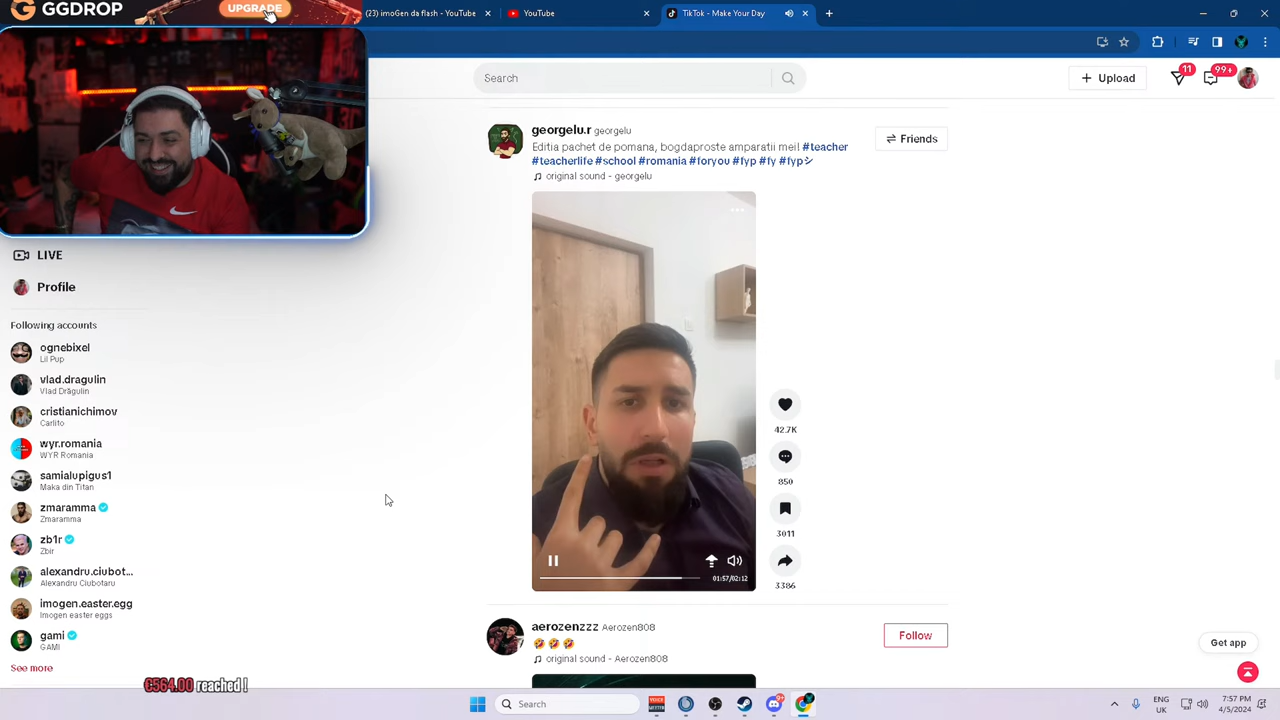 GGDROP
UPGRADE
(23) imoGen da flash - YouTube
YouTube
TikTok - Make Your Day
Search
Upload
11
99+
georgelu.r georgelu
Editia pachet de pomana, bogdaproste amparatii mei! #teacher
#teacherlife #school #romania #foryou #fyp #fy #fypシ
original sound - georgelu
Friends
LIVE
Profile
Following accounts
ognebixel
Lil Pup
vlad.dragulin
Vlad Drăgulin
cristianichimov
Carlito
wyr.romania
WYR Romania
samialupigus1
Maka din Titan
zmaramma
Zmaramma
zb1r
Zbir
alexandru.ciubot...
Alexandru Ciubotaru
imogen.easter.egg
Imogen easter eggs
gami
GAMI
See more
42.7K
850
3011
3386
01:57/02:12
aerozenzzz Aerozen808
🤣🤣🤣
original sound - Aerozen808
Follow
Get app
€564.00 reached !
Search
ENG
UK
7:57 PM
4/5/2024